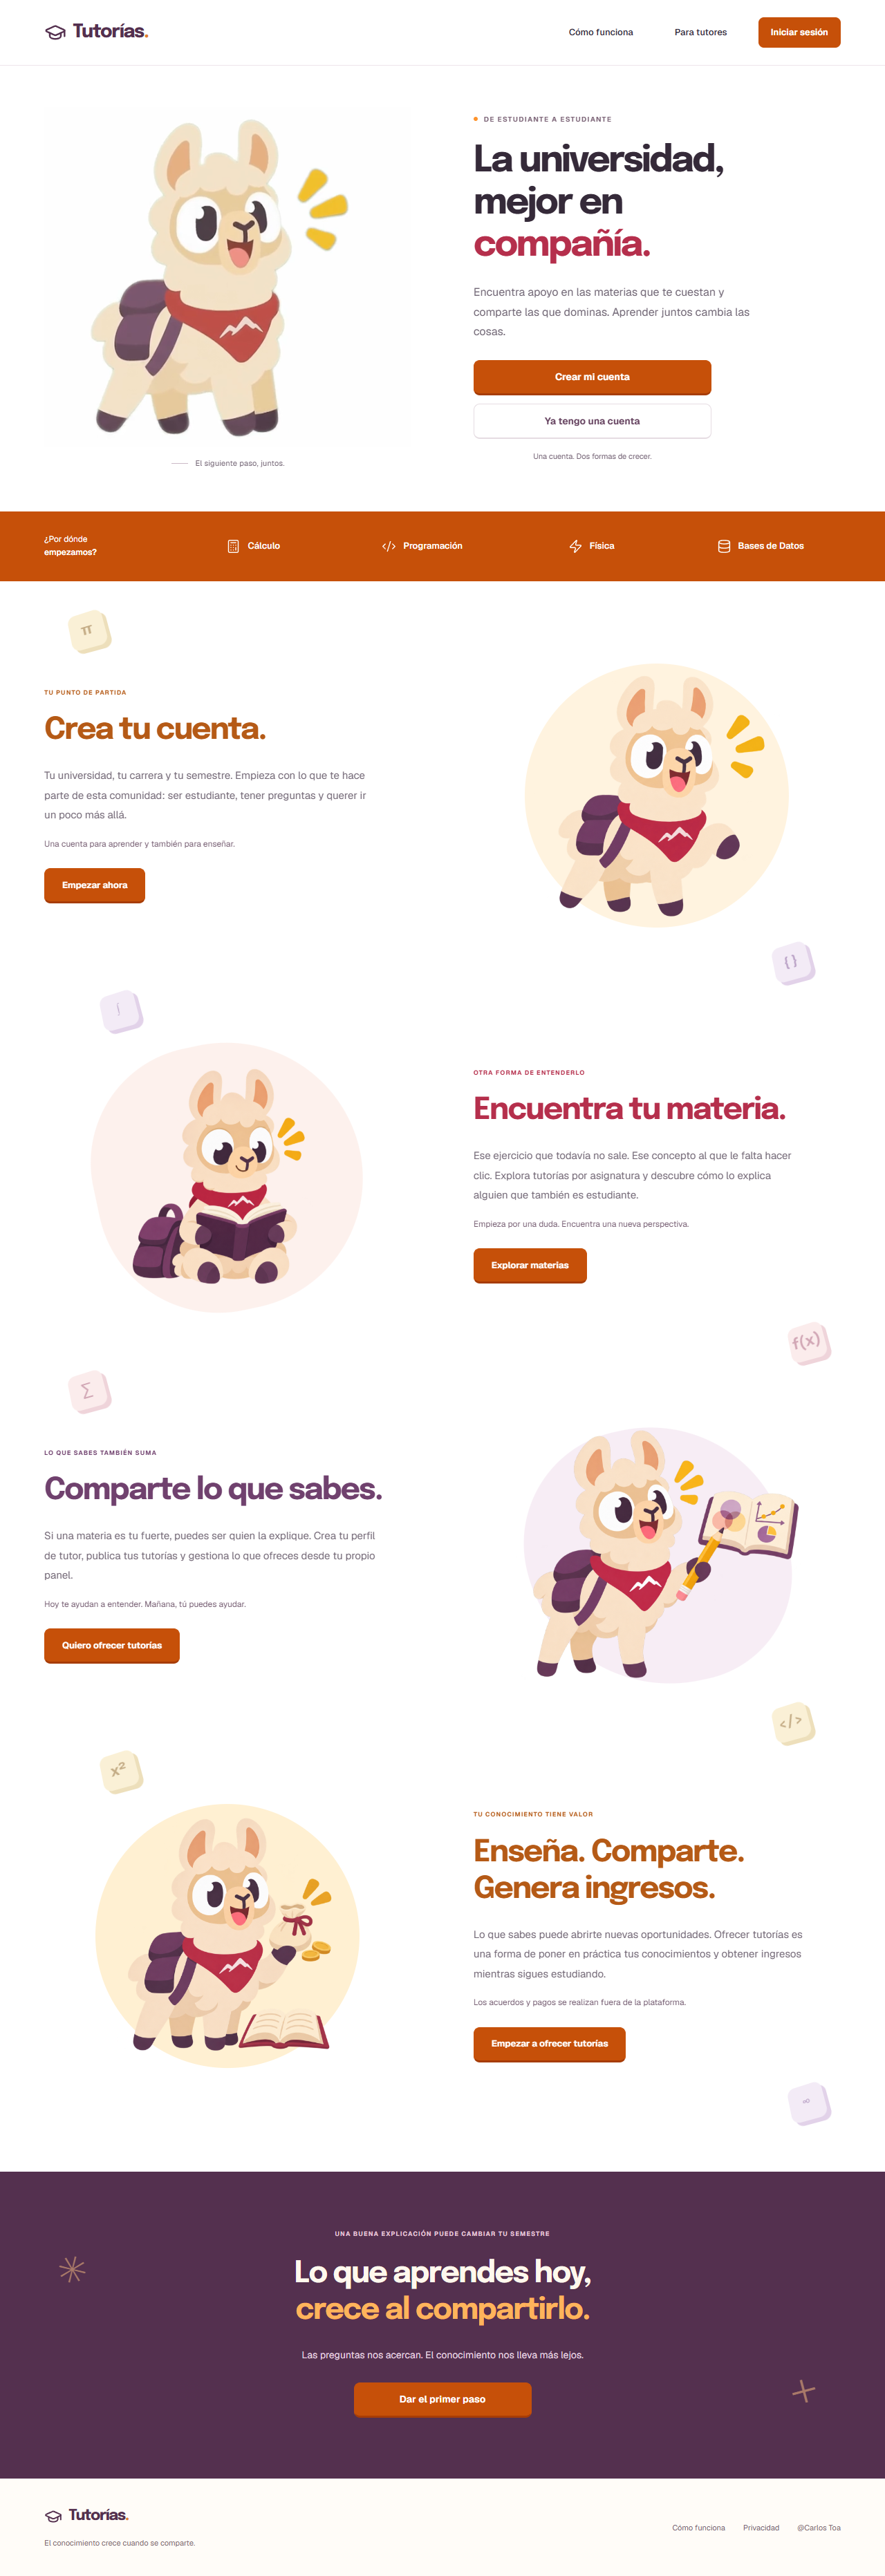 Tutorías.
Cómo funciona
Para tutores
Iniciar sesión
DE ESTUDIANTE A ESTUDIANTE
La universidad,
mejor en
compañía.
Encuentra apoyo en las materias que te cuestan y
comparte las que dominas. Aprender juntos cambia las
cosas.
Crear mi cuenta
Ya tengo una cuenta
Una cuenta. Dos formas de crecer.
El siguiente paso, juntos.
¿Por dónde
empezamos?
Cálculo
Programación
Física
Bases de Datos
π
TU PUNTO DE PARTIDA
Crea tu cuenta.
Tu universidad, tu carrera y tu semestre. Empieza con lo que te hace
parte de esta comunidad: ser estudiante, tener preguntas y querer ir
un poco más allá.
Una cuenta para aprender y también para enseñar.
Empezar ahora
{ }
∫
OTRA FORMA DE ENTENDERLO
Encuentra tu materia.
Ese ejercicio que todavía no sale. Ese concepto al que le falta hacer
clic. Explora tutorías por asignatura y descubre cómo lo explica
alguien que también es estudiante.
Empieza por una duda. Encuentra una nueva perspectiva.
Explorar materias
f(x)
∑
LO QUE SABES TAMBIÉN SUMA
Comparte lo que sabes.
Si una materia es tu fuerte, puedes ser quien la explique. Crea tu perfil
de tutor, publica tus tutorías y gestiona lo que ofreces desde tu propio
panel.
Hoy te ayudan a entender. Mañana, tú puedes ayudar.
Quiero ofrecer tutorías
</>
x²
TU CONOCIMIENTO TIENE VALOR
Enseña. Comparte.
Genera ingresos.
Lo que sabes puede abrirte nuevas oportunidades. Ofrecer tutorías es
una forma de poner en práctica tus conocimientos y obtener ingresos
mientras sigues estudiando.
Los acuerdos y pagos se realizan fuera de la plataforma.
Empezar a ofrecer tutorías
∞
UNA BUENA EXPLICACIÓN PUEDE CAMBIAR TU SEMESTRE
Lo que aprendes hoy,
crece al compartirlo.
Las preguntas nos acercan. El conocimiento nos lleva más lejos.
Dar el primer paso
Tutorías.
El conocimiento crece cuando se comparte.
Cómo funciona
Privacidad
@Carlos Toa